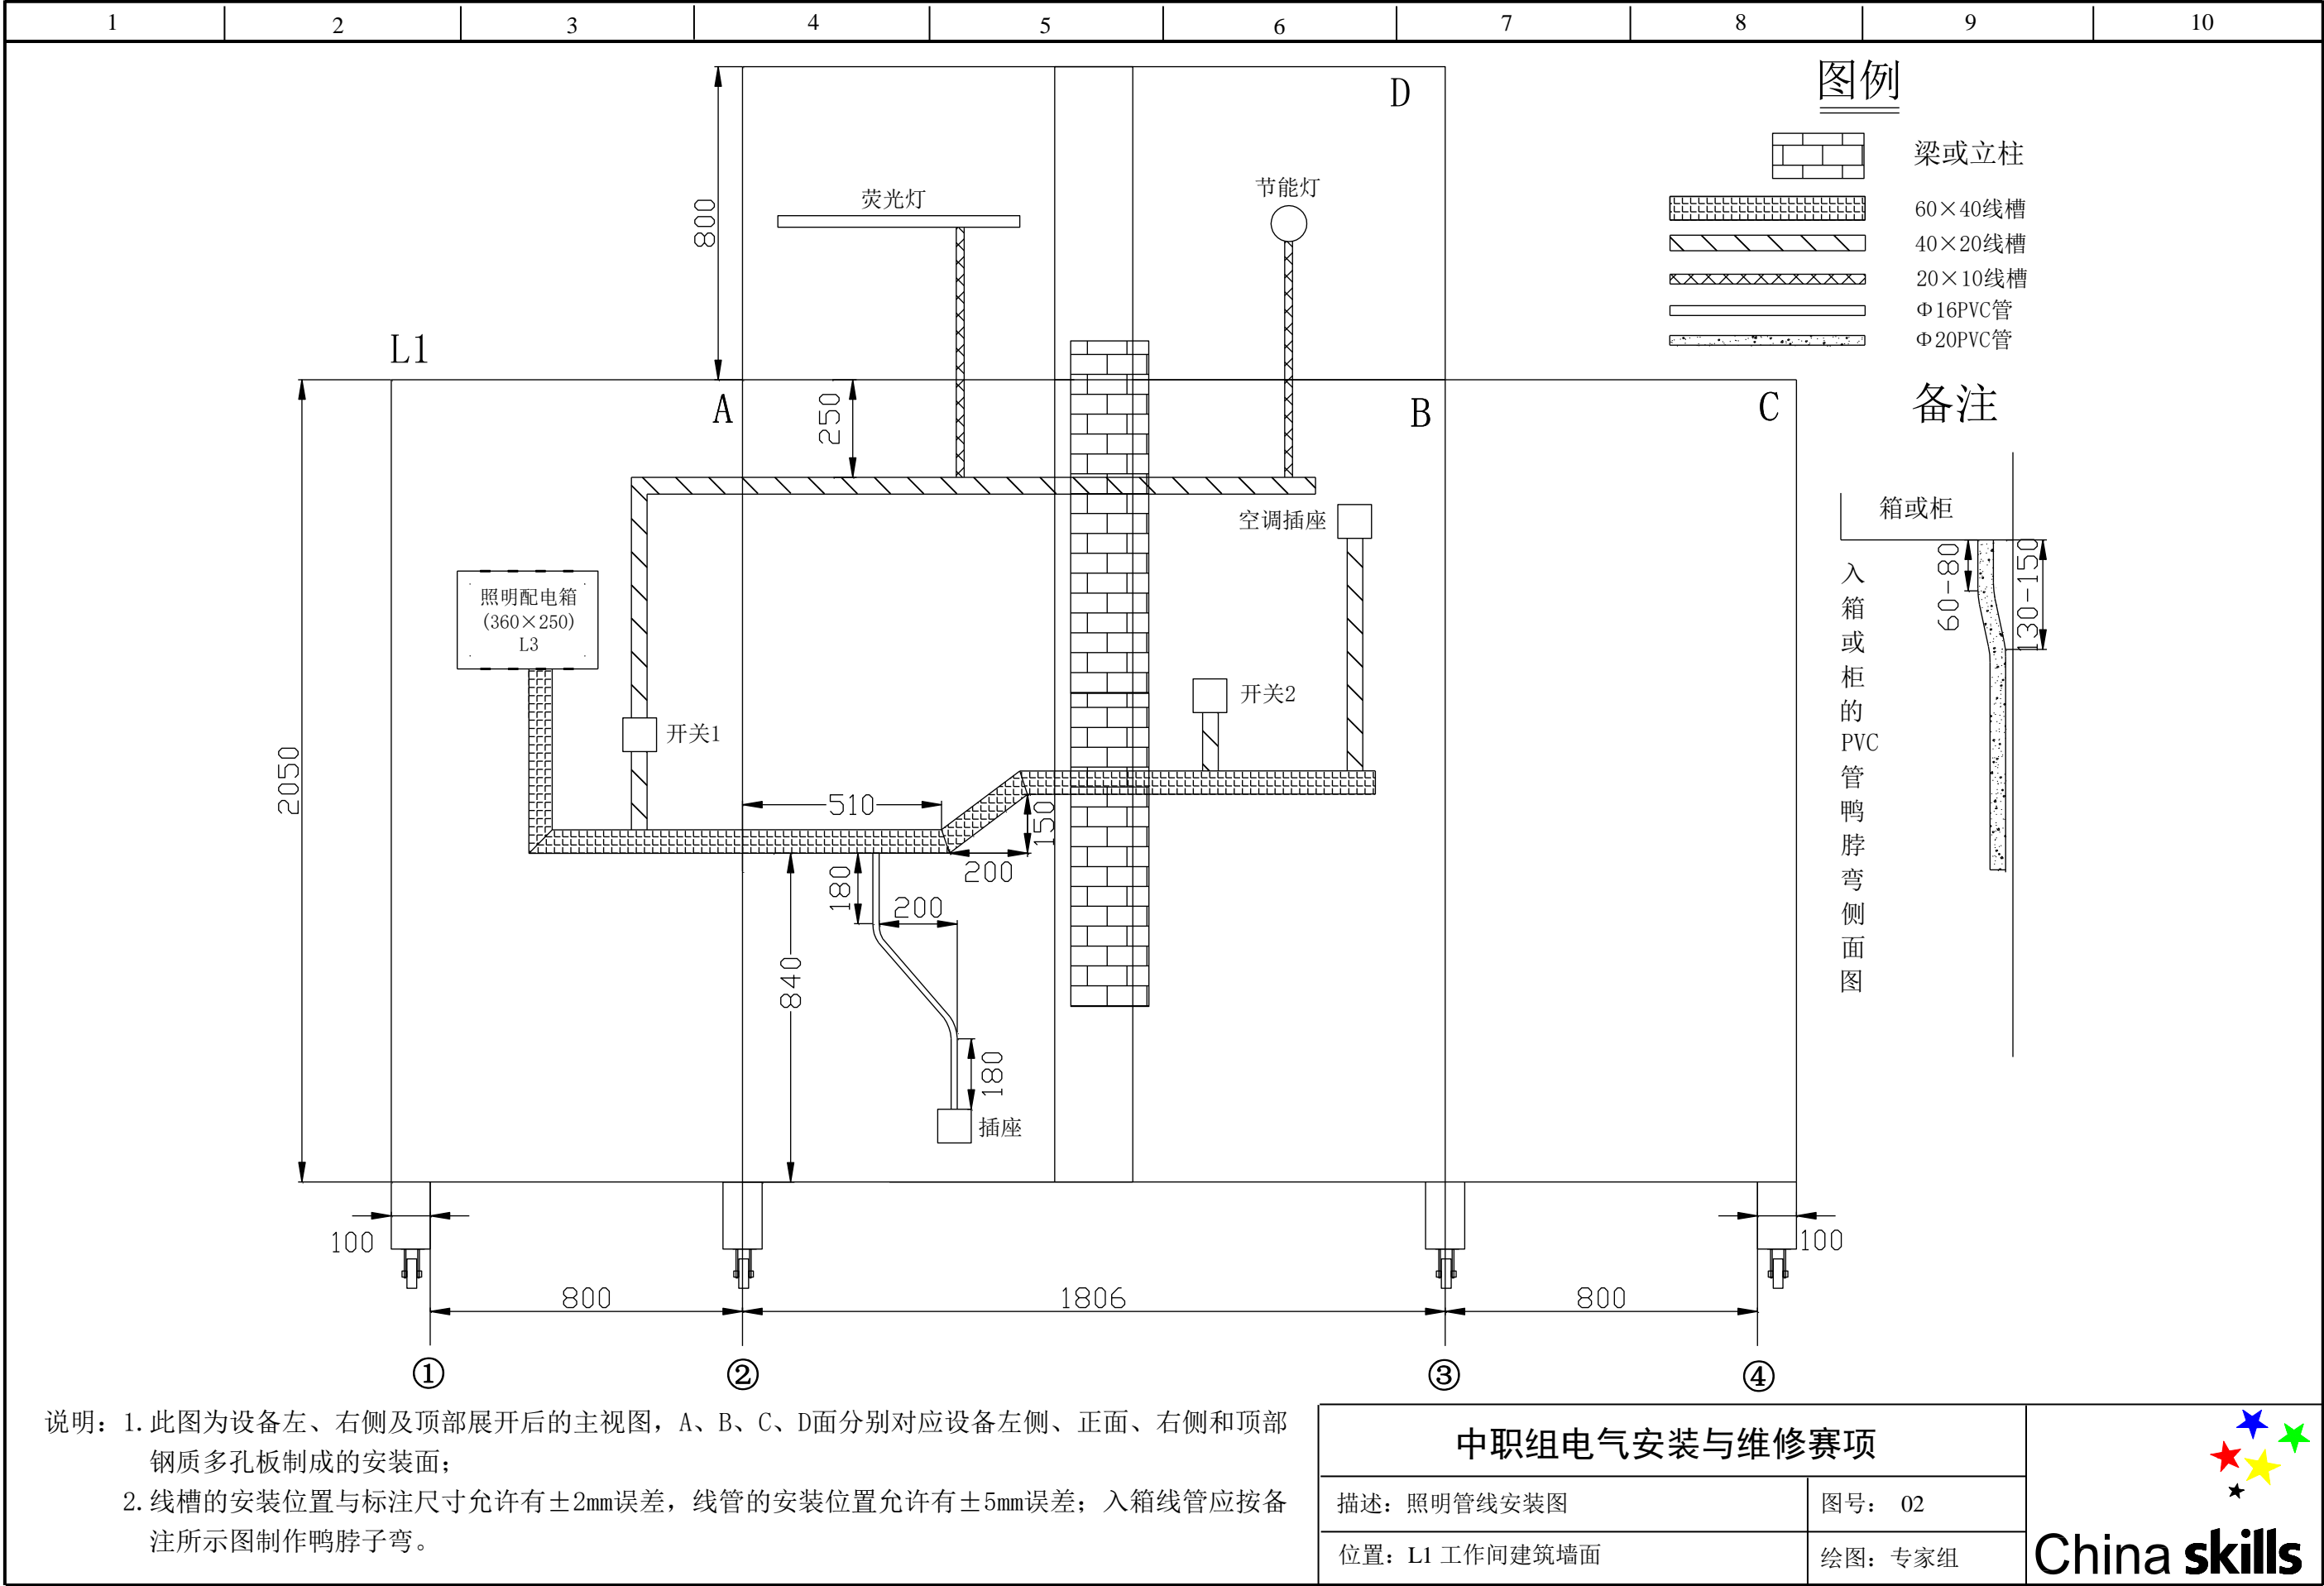 1 2 3 4 5 6 7 8 9 10
D
图例
梁或立柱
60×40线槽
40×20线槽
20×10线槽
Φ16PVC管
Φ20PVC管
荧光灯
节能灯
800
L1
A
250
B
C
备注
空调插座
箱或柜
60-80
130-150
入箱或柜的PVC管鸭脖弯侧面图
照明配电箱
(360×250)
L3
开关1
开关2
2050
510
150
200
180
200
840
180
插座
100
100
800
1806
800
①
②
③
④
说明：1.此图为设备左、右侧及顶部展开后的主视图，A、B、C、D面分别对应设备左侧、正面、右侧和顶部
钢质多孔板制成的安装面；
2.线槽的安装位置与标注尺寸允许有±2mm误差，线管的安装位置允许有±5mm误差；入箱线管应按备
注所示图制作鸭脖子弯。
中职组电气安装与维修赛项
描述：照明管线安装图
图号： 02
位置：L1 工作间建筑墙面
绘图：专家组
China skills